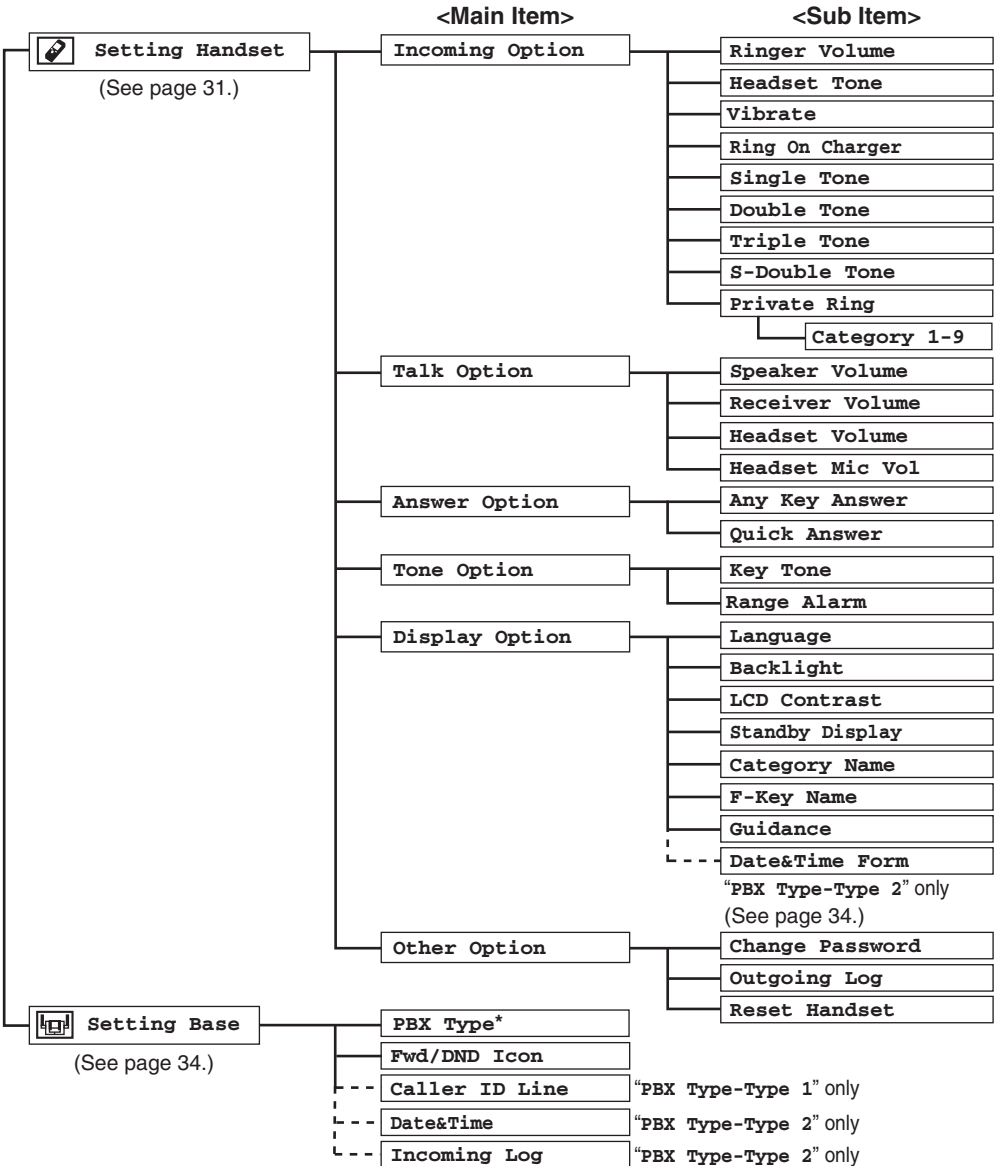 <Main Item> <Sub Item>
Setting Handset Incoming Option Ringer Volume
(See page 31.) Headset Tone
Vibrate
Ring On Charger
Single Tone
Double Tone
Triple Tone
S-Double Tone
Private Ring
Category 1-9
Talk Option Speaker Volume
Receiver Volume
Headset Volume
Headset Mic Vol
Answer Option Any Key Answer
Quick Answer
Tone Option Key Tone
Range Alarm
Display Option Language
Backlight
LCD Contrast
Standby Display
Category Name
F-Key Name
Guidance
Date&Time Form
“PBX Type-Type 2” only
(See page 34.)
Other Option Change Password
Outgoing Log
Reset Handset
Setting Base PBX Type*
(See page 34.) Fwd/DND Icon
Caller ID Line “PBX Type-Type 1” only
Date&Time “PBX Type-Type 2” only
Incoming Log “PBX Type-Type 2” only